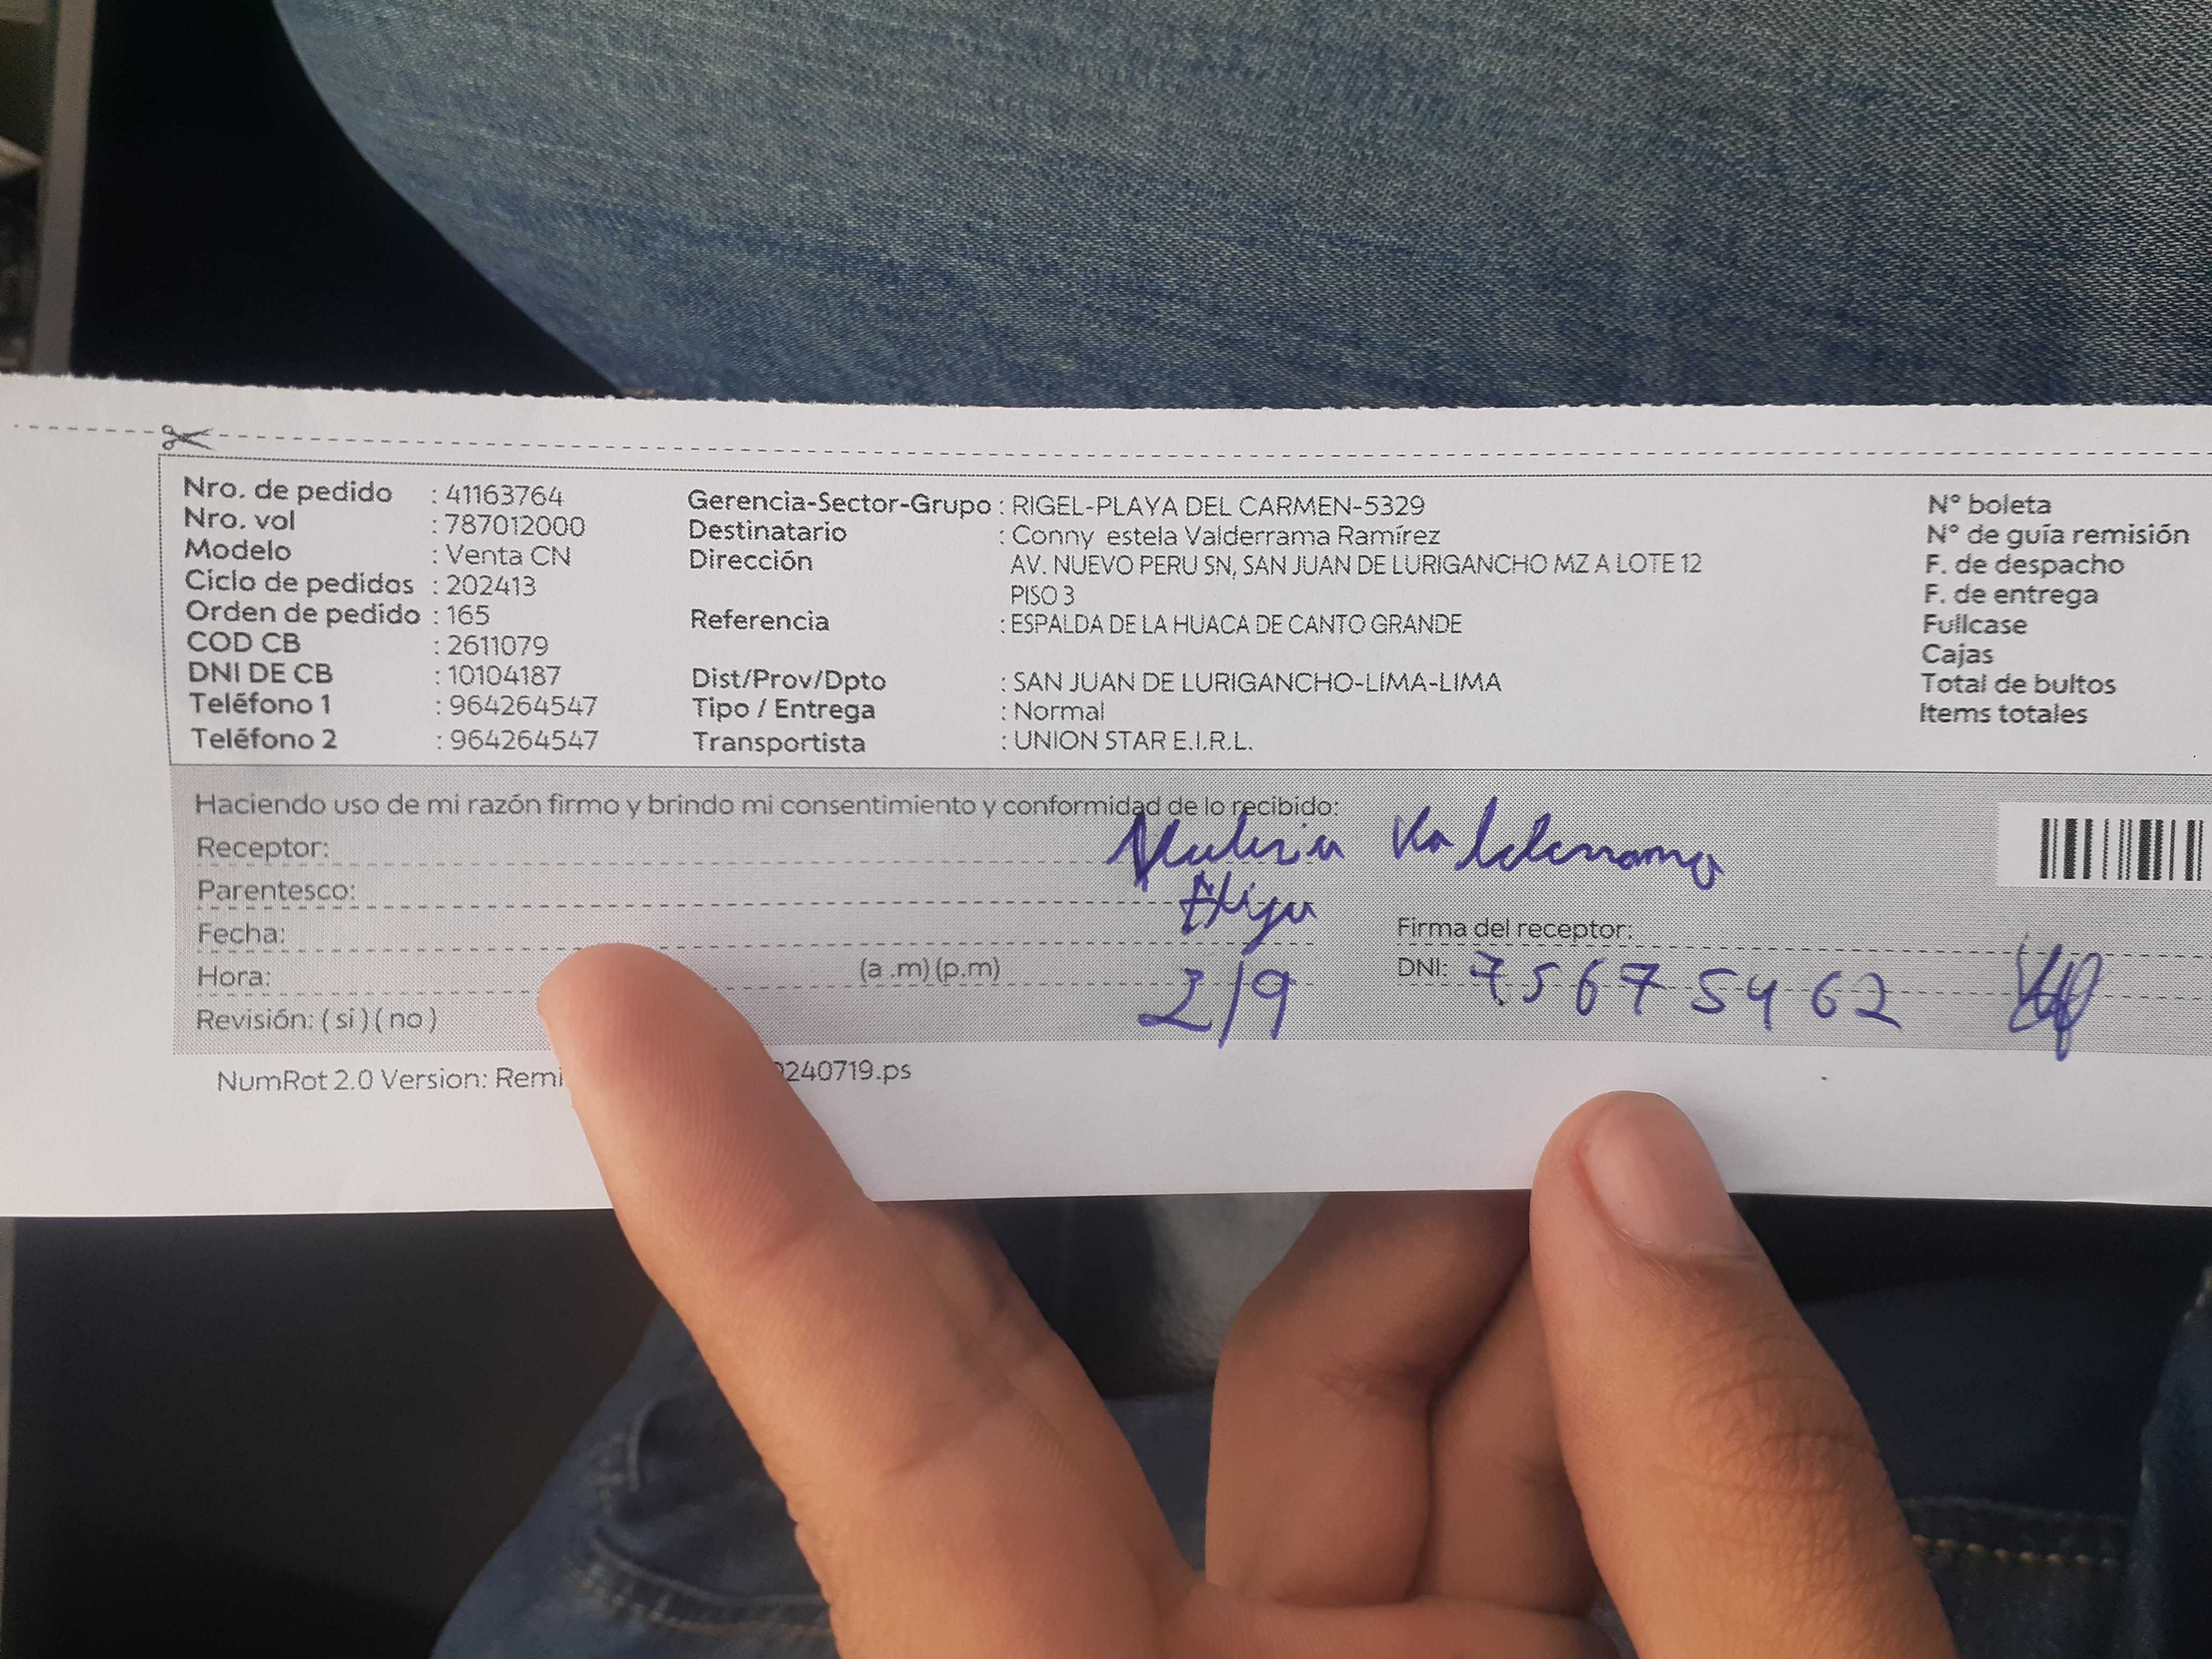 Nro. de pedido : 41163764
Nro. vol : 787012000
Modelo : Venta CN
Ciclo de pedidos : 202413
Orden de pedido : 165
COD CB : 2611079
DNI DE CB : 10104187
Teléfono 1 : 964264547
Teléfono 2 : 964264547
Gerencia-Sector-Grupo : RIGEL-PLAYA DEL CARMEN-5329
Destinatario : Conny estela Valderrama Ramírez
Dirección AV. NUEVO PERU SN, SAN JUAN DE LURIGANCHO MZ A LOTE 12
PISO 3
Referencia : ESPALDA DE LA HUACA DE CANTO GRANDE
Dist/Prov/Dpto : SAN JUAN DE LURIGANCHO-LIMA-LIMA
Tipo / Entrega : Normal
Transportista : UNION STAR E.I.R.L.
N° boleta
N° de guía remisión
F. de despacho
F. de entrega
Fullcase
Cajas
Total de bultos
Items totales
Haciendo uso de mi razón firmo y brindo mi consentimiento y conformidad de lo recibido:
Receptor: Valderrama
Parentesco: Hija
Fecha: 2/9
Firma del receptor:
Hora: (a .m) (p.m)
DNI: 75675462
Revisión: ( si ) ( no )
NumRot 2.0 Version: 240719.ps